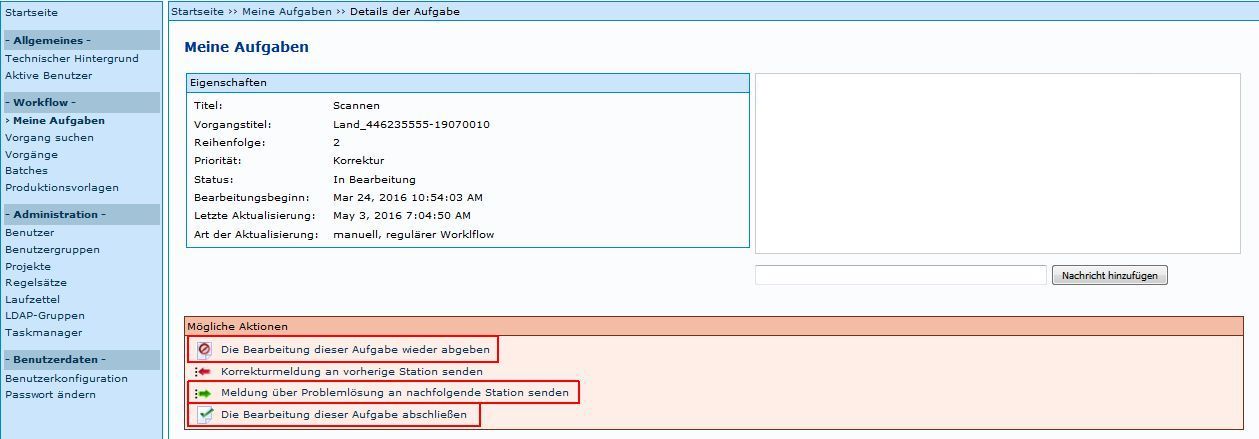 Startseite
- Allgemeines -
Technischer Hintergrund
Aktive Benutzer
- Workflow -
› Meine Aufgaben
Vorgang suchen
Vorgänge
Batches
Produktionsvorlagen
- Administration -
Benutzer
Benutzergruppen
Projekte
Regelsätze
Laufzettel
LDAP-Gruppen
Taskmanager
- Benutzerdaten -
Benutzerkonfiguration
Passwort ändern
Startseite ›› Meine Aufgaben ›› Details der Aufgabe
Meine Aufgaben
Eigenschaften
Titel: Scannen
Vorgangstitel: Land_446235555-19070010
Reihenfolge: 2
Priorität: Korrektur
Status: In Bearbeitung
Bearbeitungsbeginn: Mar 24, 2016 10:54:03 AM
Letzte Aktualisierung: May 3, 2016 7:04:50 AM
Art der Aktualisierung: manuell, regulärer Worklflow
Nachricht hinzufügen
Mögliche Aktionen
Die Bearbeitung dieser Aufgabe wieder abgeben
Korrekturmeldung an vorherige Station senden
Meldung über Problemlösung an nachfolgende Station senden
Die Bearbeitung dieser Aufgabe abschließen